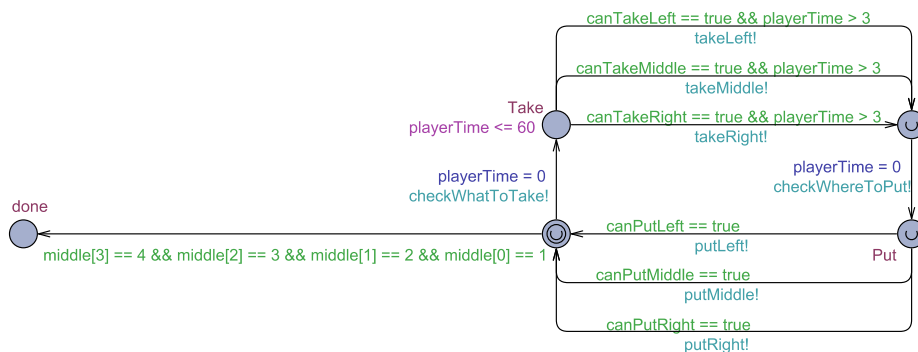 canTakeLeft == true && playerTime > 3
takeLeft!
canTakeMiddle == true && playerTime > 3
takeMiddle!
Take
playerTime <= 60
canTakeRight == true && playerTime > 3
takeRight!
playerTime = 0
checkWhatToTake!
playerTime = 0
checkWhereToPut!
done
middle[3] == 4 && middle[2] == 3 && middle[1] == 2 && middle[0] == 1
canPutLeft == true
putLeft!
Put
canPutMiddle == true
putMiddle!
canPutRight == true
putRight!